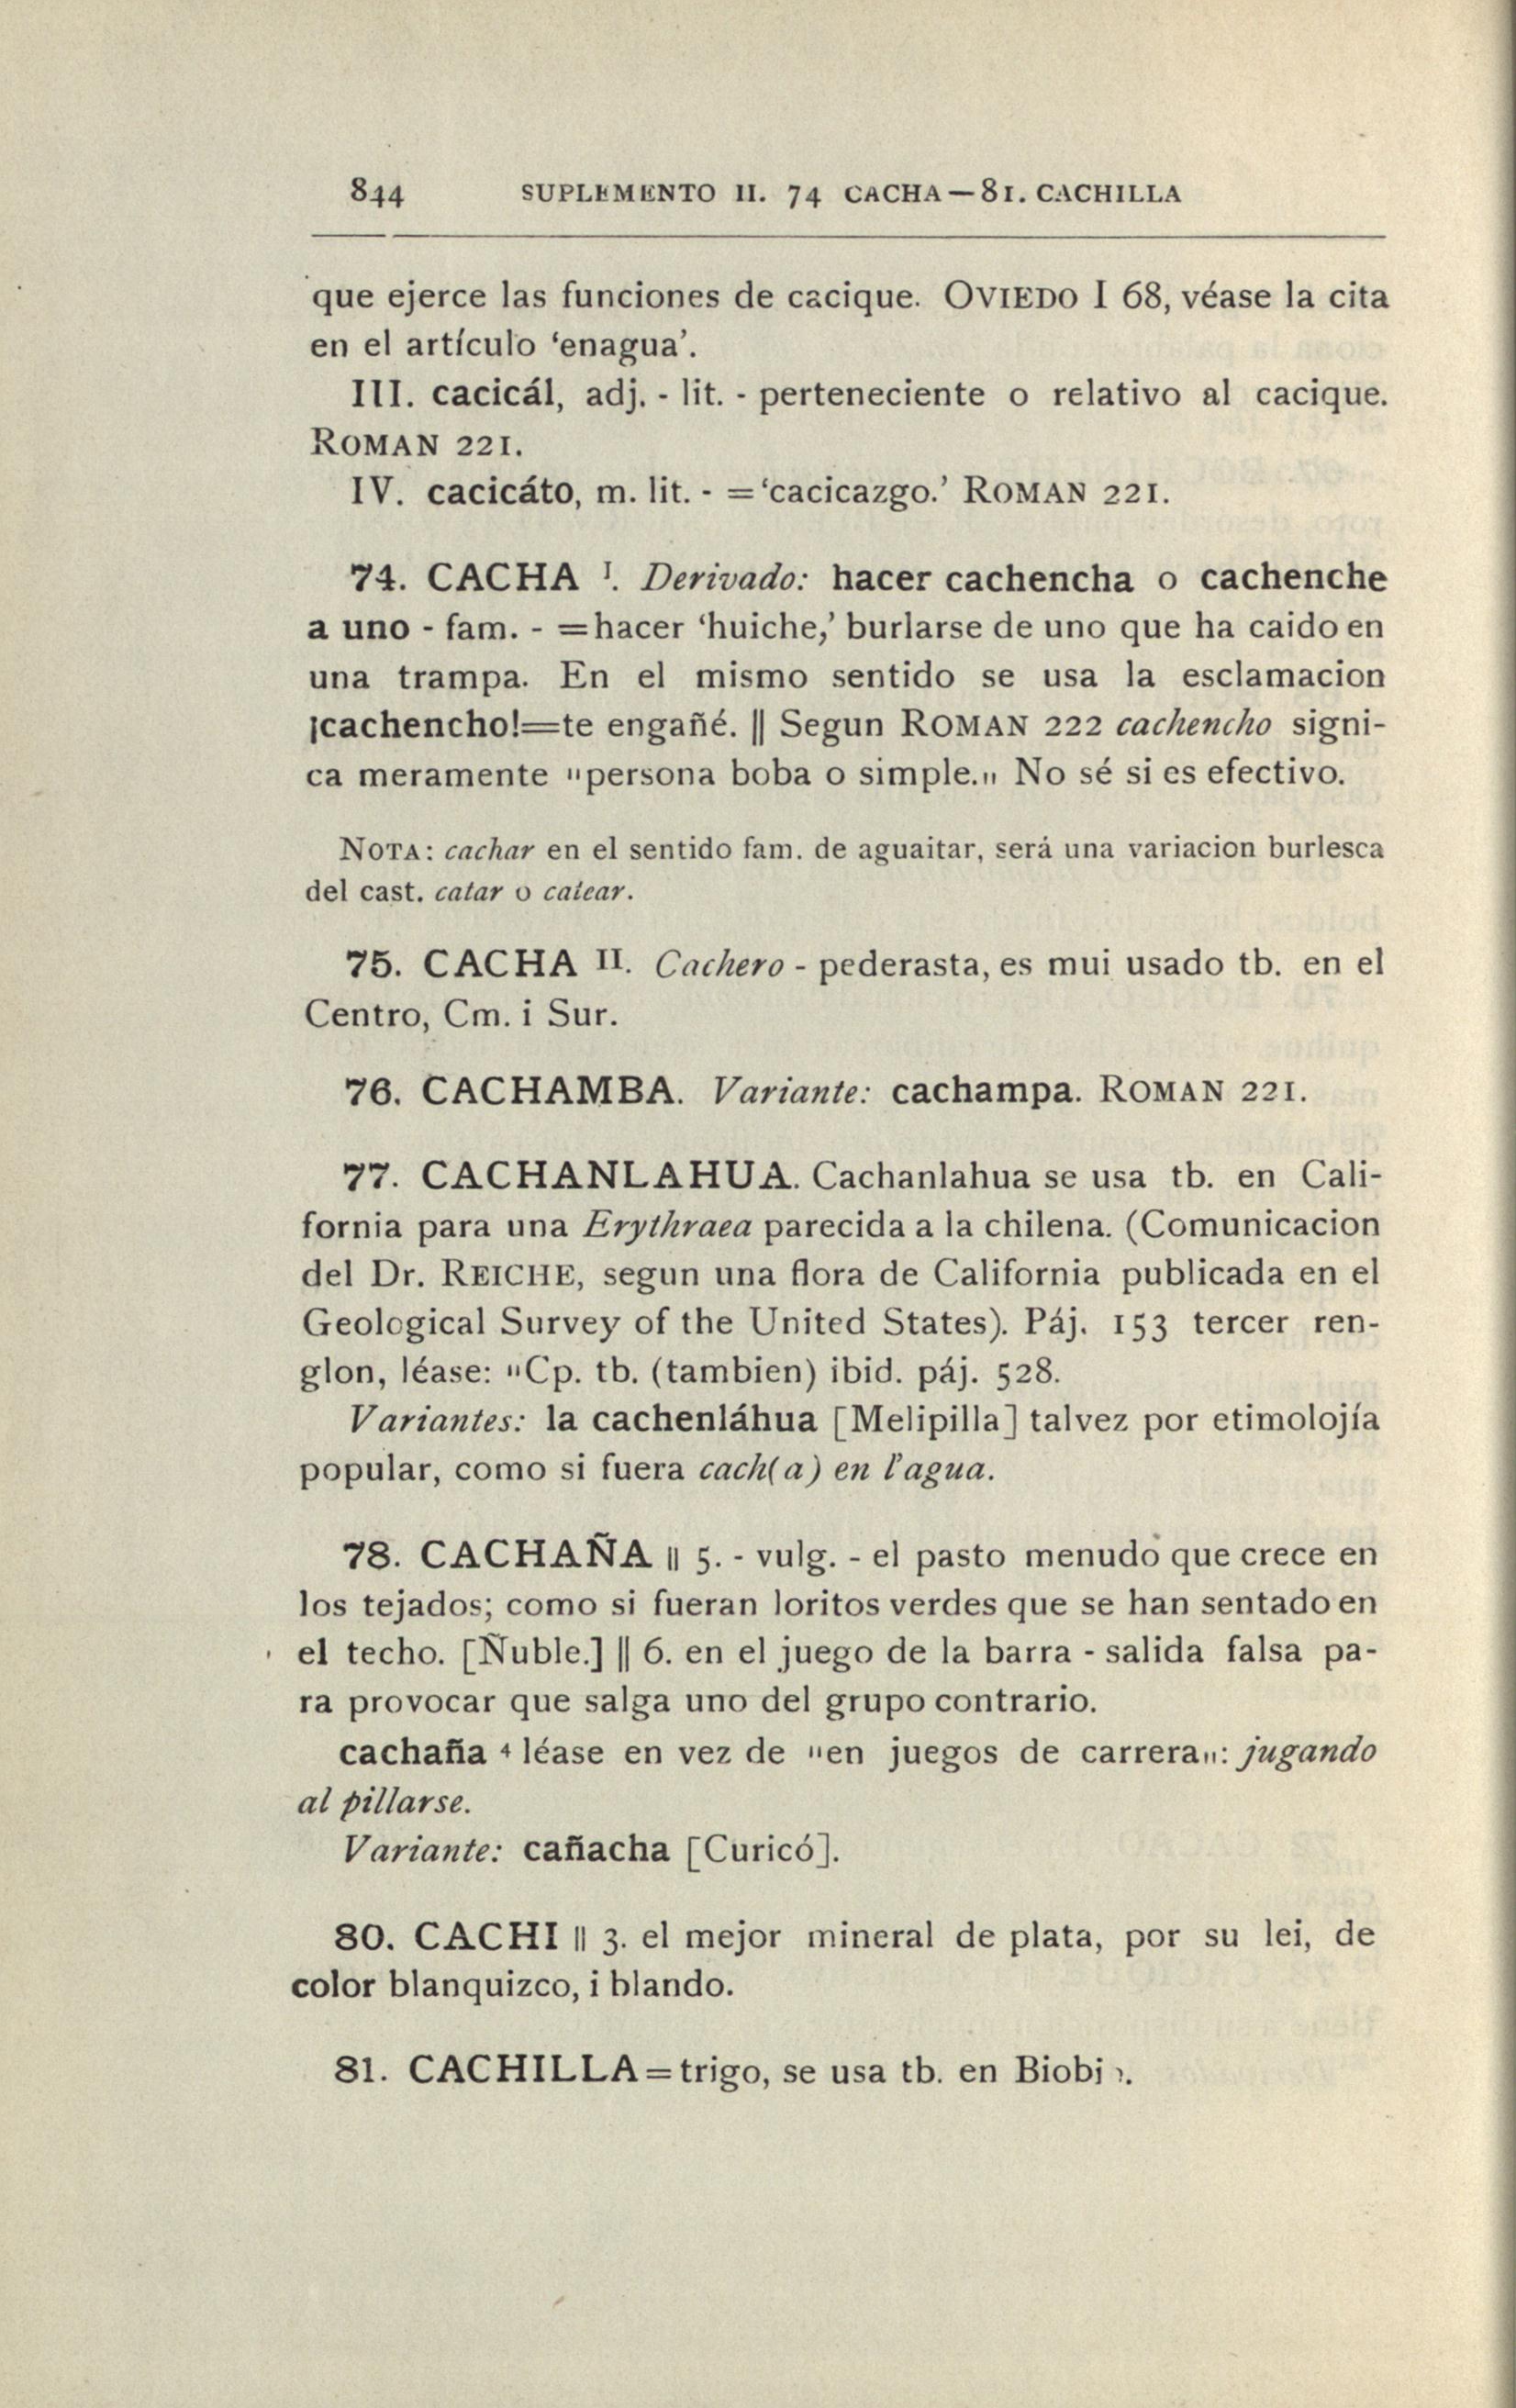 844 SUPLEMENTO II. 74 CACHA—81. CACHILLA
que ejerce las funciones de cacique. OVIEDO I 68, véase la cita
en el artículo ‘enagua’.
III. cacicál, adj. - lit. - perteneciente o relativo al cacique.
ROMAN 221.
IV. cacicáto, m. lit. - =‘cacicazgo.’ ROMAN 221.
74. CACHA I. Derivado: hacer cachencha o cachenche
a uno - fam. - =hacer ‘huiche,’ burlarse de uno que ha caido en
una trampa. En el mismo sentido se usa la esclamacion
¡cachencho!=te engañé. || Segun ROMAN 222 cachencho signi-
ca meramente "persona boba o simple.„ No sé si es efectivo.
NOTA: cachar en el sentido fam. de aguaitar, será una variacion burlesca
del cast. catar o catear.
75. CACHA II. Cachero - pederasta, es mui usado tb. en el
Centro, Cm. i Sur.
76. CACHAMBA. Variante: cachampa. ROMAN 221.
77. CACHANLAHUA. Cachanlahua se usa tb. en Cali-
fornia para una Erythraea parecida a la chilena. (Comunicacion
del Dr. REICHE, segun una flora de California publicada en el
Geological Survey of the United States). Páj. 153 tercer ren-
glon, léase: "Cp. tb. (tambien) ibid. páj. 528.
Variantes: la cachenláhua [Melipilla] talvez por etimolojía
popular, como si fuera cach(a) en l’agua.
78. CACHAÑA || 5. - vulg. - el pasto menudo que crece en
los tejados; como si fueran loritos verdes que se han sentado en
el techo. [Ñuble.] || 6. en el juego de la barra - salida falsa pa-
ra provocar que salga uno del grupo contrario.
cachaña 4 léase en vez de "en juegos de carrera„: jugando
al pillarse.
Variante: cañacha [Curicó].
80. CACHI || 3. el mejor mineral de plata, por su lei, de
color blanquizco, i blando.
81. CACHILLA=trigo, se usa tb. en Biobio.